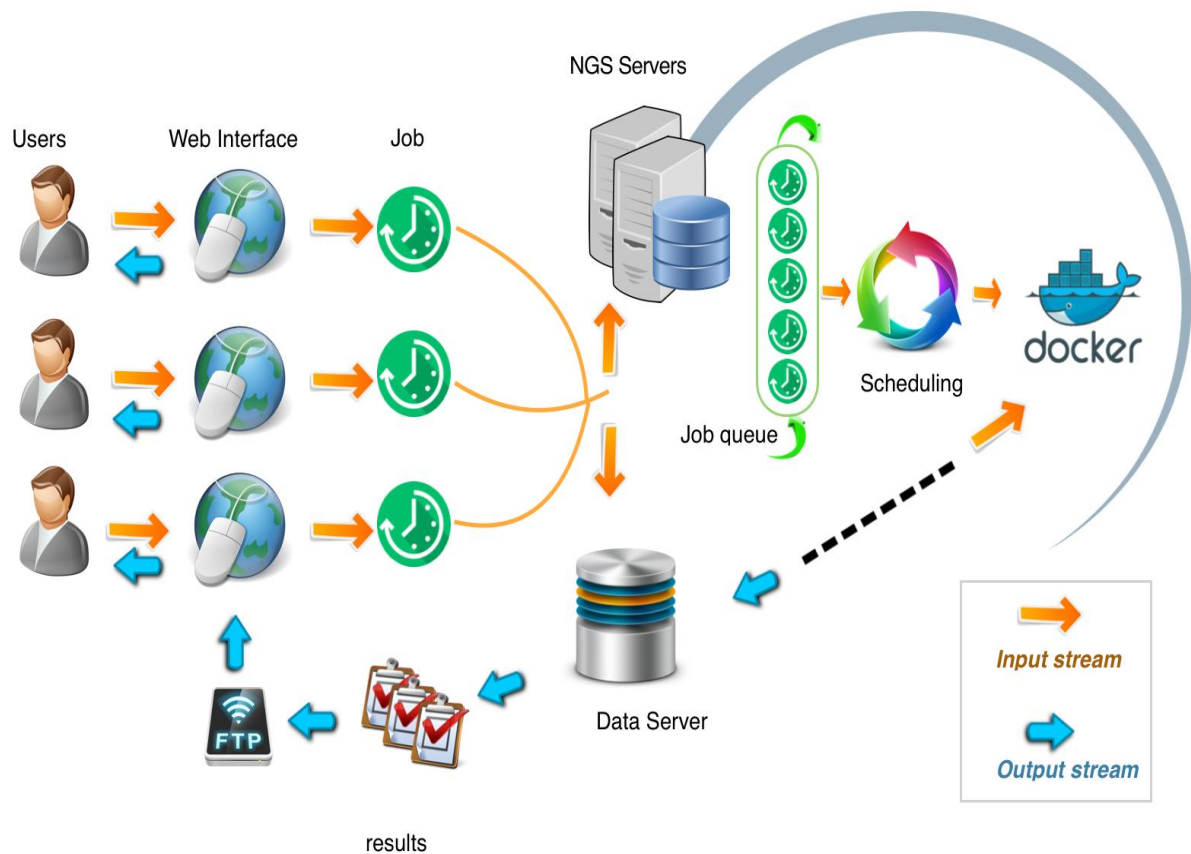 NGS Servers
Users
Web Interface
Job
docker
Scheduling
Job queue
Input stream
FTP
Data Server
Output stream
results